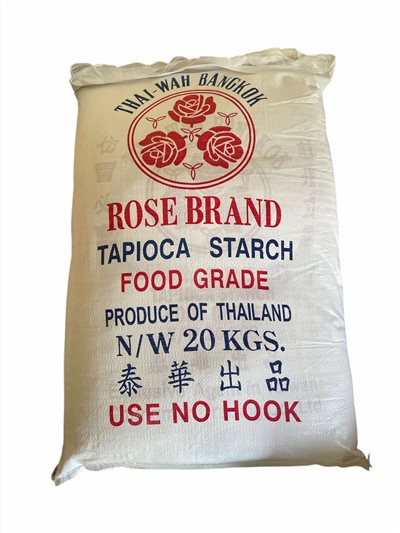 THAI-WAH BANGKOK
ROSE BRAND
TAPIOCA STARCH
FOOD GRADE
PRODUCE OF THAILAND
N/W 20 KGS.
泰華出品
USE NO HOOK